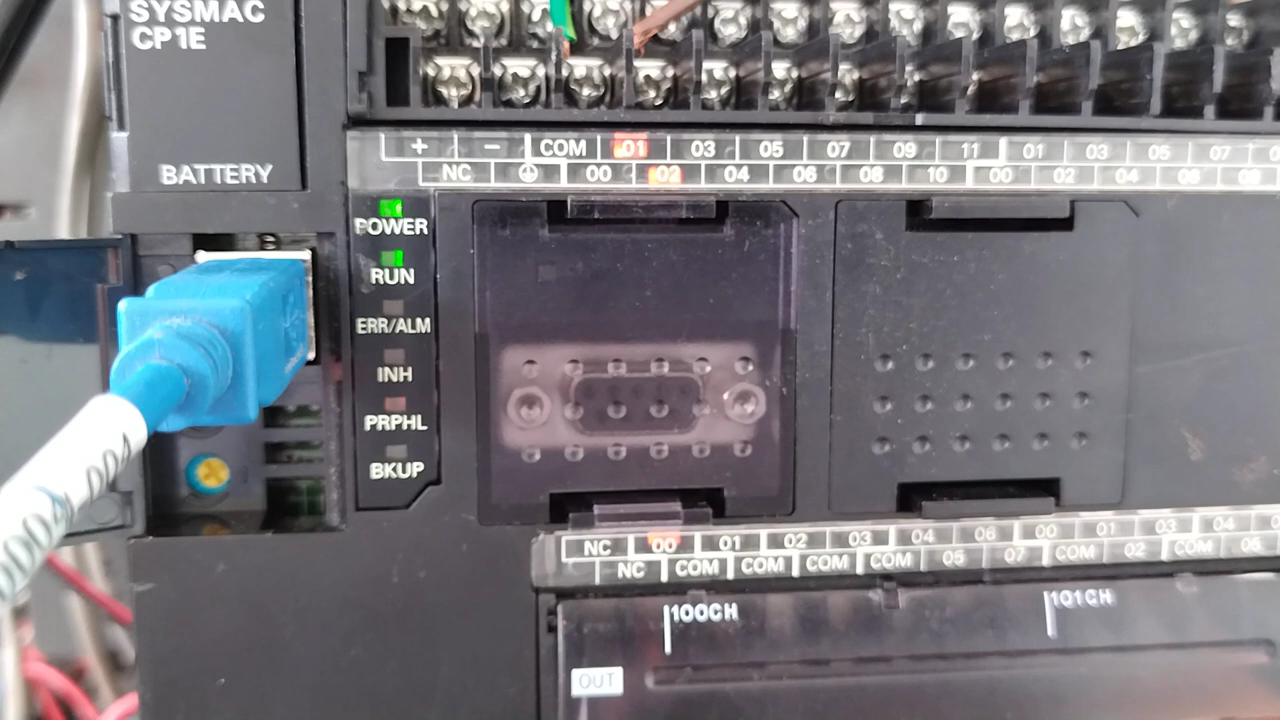 SYSMAC
CP1E
BATTERY
+ − COM 01 03 05 07 09 11 01 03 05 07
NC 00 02 04 06 08 10 00 02 04 06 08
POWER
RUN
ERR/ALM
INH
PRPHL
BKUP
NC 00 01 02 03 04 06 00 01 03 04
NC COM COM COM COM 05 07 COM 02 COM 05
100CH
101CH
OUT